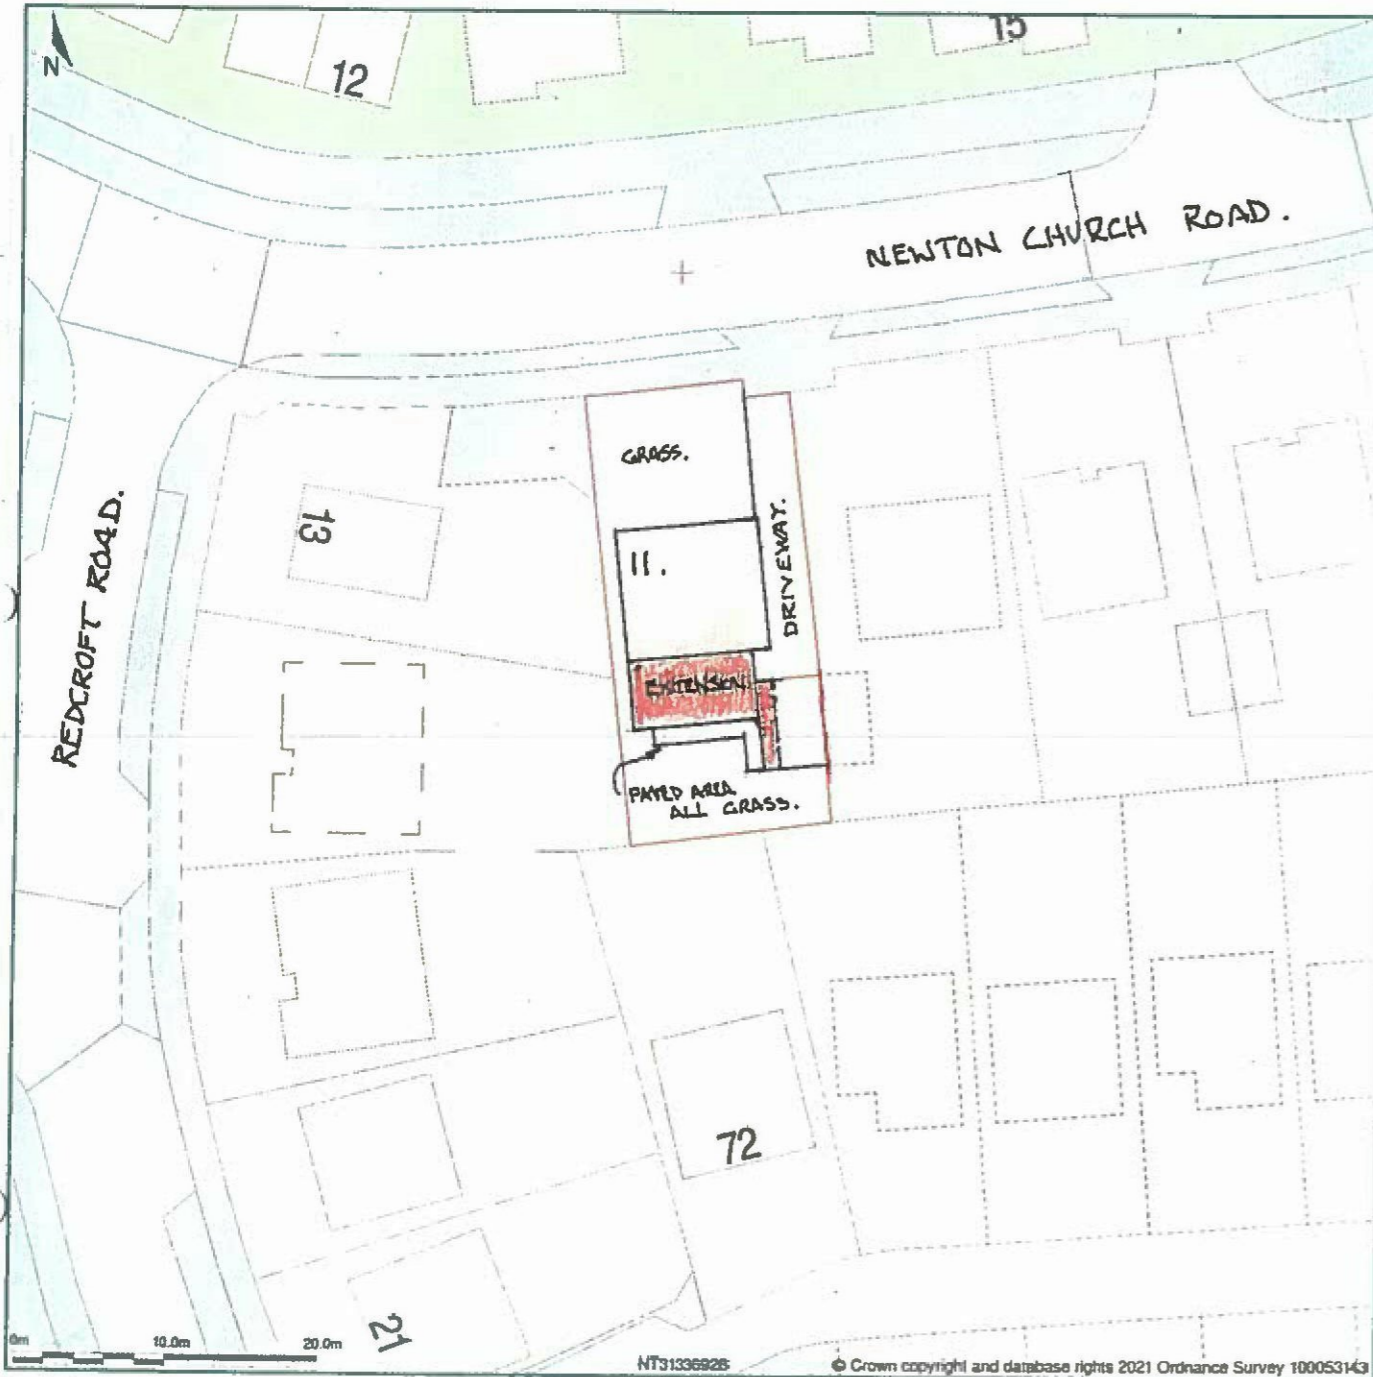 N
12
15
NEWTON CHURCH ROAD.
GRASS.
DRIVEWAY.
13
11.
REDCROFT ROAD.
EXTENSION.
PAVED AREA
ALL GRASS.
72
21
0m 10.0m 20.0m
© Crown copyright and database rights 2021 Ordnance Survey 100053143